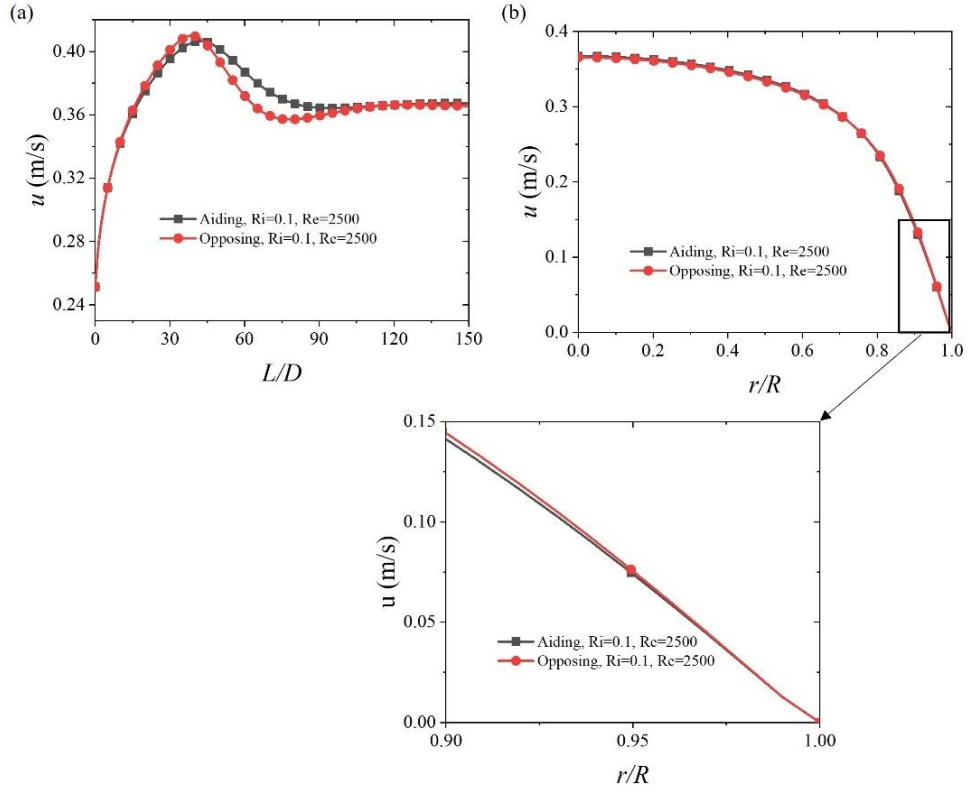 (a)
0.40
0.36
0.32
0.28
0.24
u (m/s)
Aiding, Ri=0.1, Re=2500
Opposing, Ri=0.1, Re=2500
0 30 60 90 120 150
L/D
(b)
0.4
0.3
0.2
0.1
0.0
u (m/s)
Aiding, Ri=0.1, Re=2500
Opposing, Ri=0.1, Re=2500
0.0 0.2 0.4 0.6 0.8 1.0
r/R
0.15
0.10
0.05
0.00
u (m/s)
Aiding, Ri=0.1, Re=2500
Opposing, Ri=0.1, Re=2500
0.90 0.95 1.00
r/R